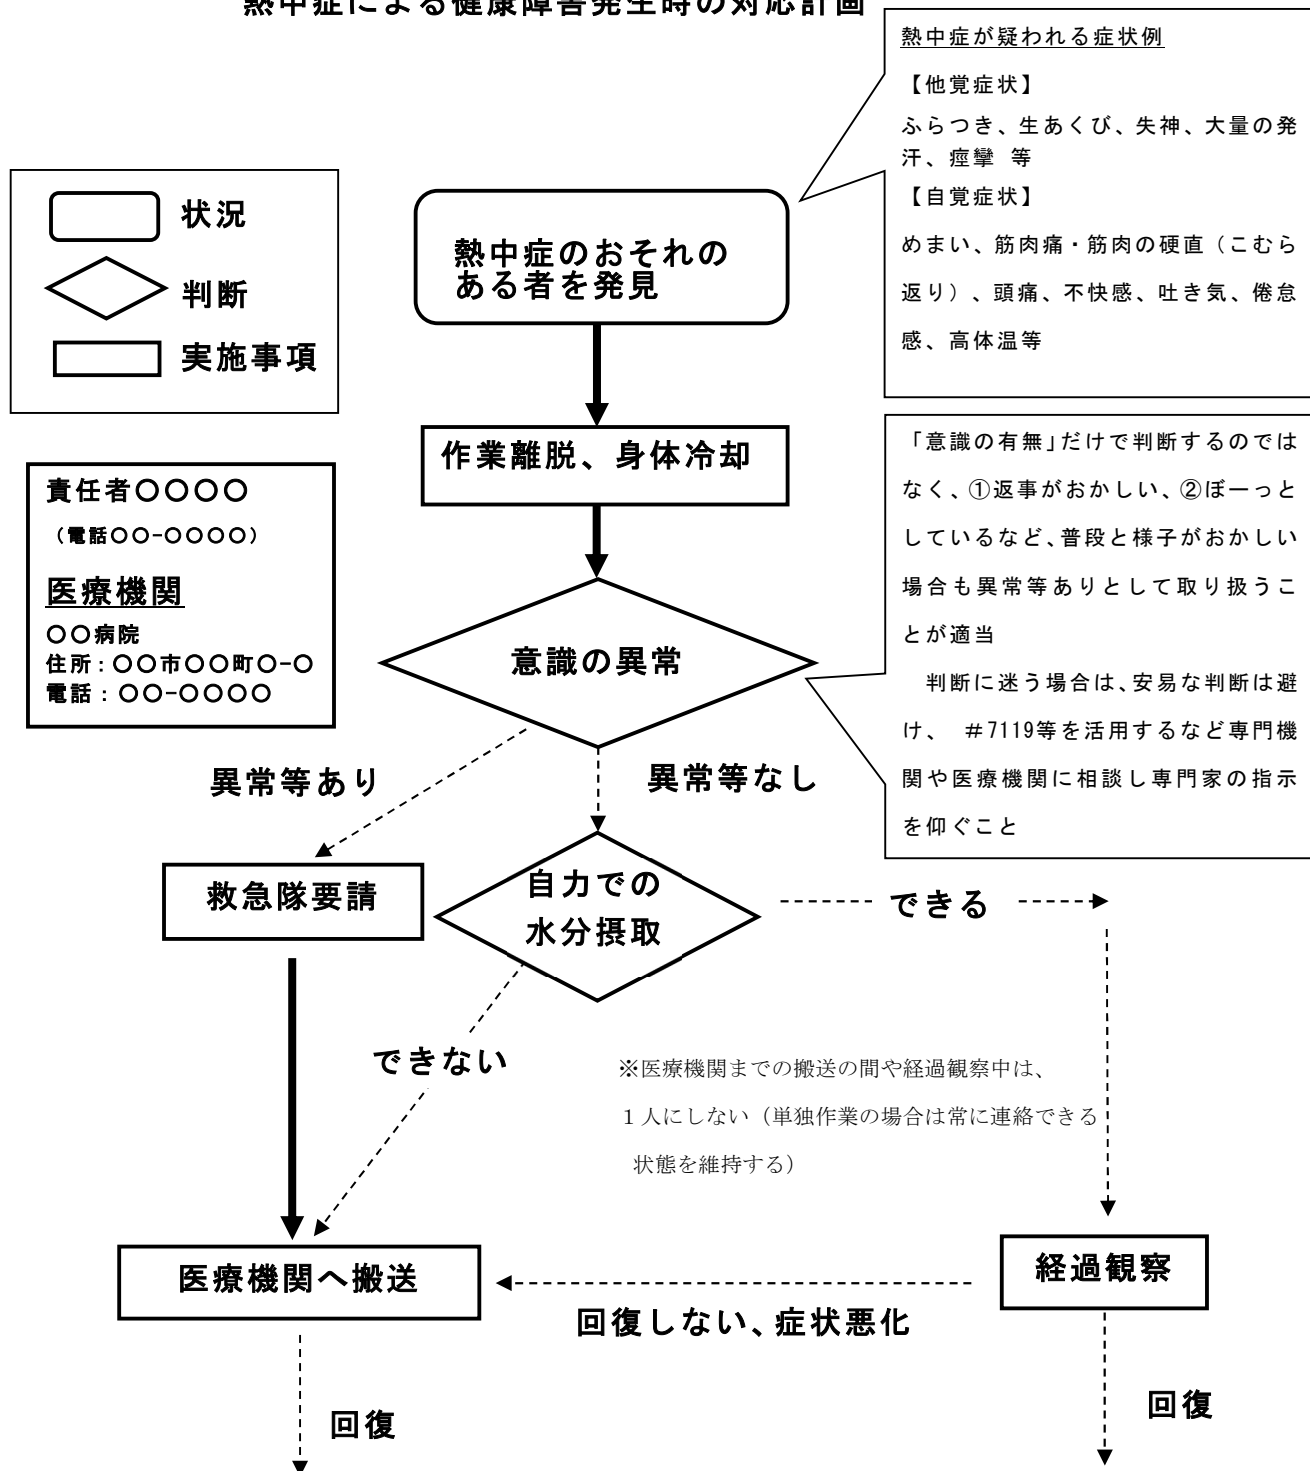 熱中症による健康障害発生時の対応計画
熱中症が疑われる症状例
【他覚症状】
ふらつき、生あくび、失神、大量の発
汗、痙攣 等
【自覚症状】
めまい、筋肉痛・筋肉の硬直（こむら
返り）、頭痛、不快感、吐き気、倦怠
感、高体温等
状況
判断
実施事項
熱中症のおそれの
ある者を発見
作業離脱、身体冷却
責任者〇〇〇〇
（電話〇〇-〇〇〇〇）
医療機関
〇〇病院
住所：〇〇市〇〇町〇-〇
電話：〇〇-〇〇〇〇
「意識の有無」だけで判断するのでは
なく、①返事がおかしい、②ぼーっと
しているなど、普段と様子がおかしい
場合も異常等ありとして取り扱うこ
とが適当
判断に迷う場合は、安易な判断は避
け、 ＃7119等を活用するなど専門機
関や医療機関に相談し専門家の指示
を仰ぐこと
意識の異常
異常等あり
異常等なし
救急隊要請
自力での
水分摂取
できる
できない
※医療機関までの搬送の間や経過観察中は、
１人にしない（単独作業の場合は常に連絡できる
状態を維持する）
医療機関へ搬送
経過観察
回復しない、症状悪化
回復
回復